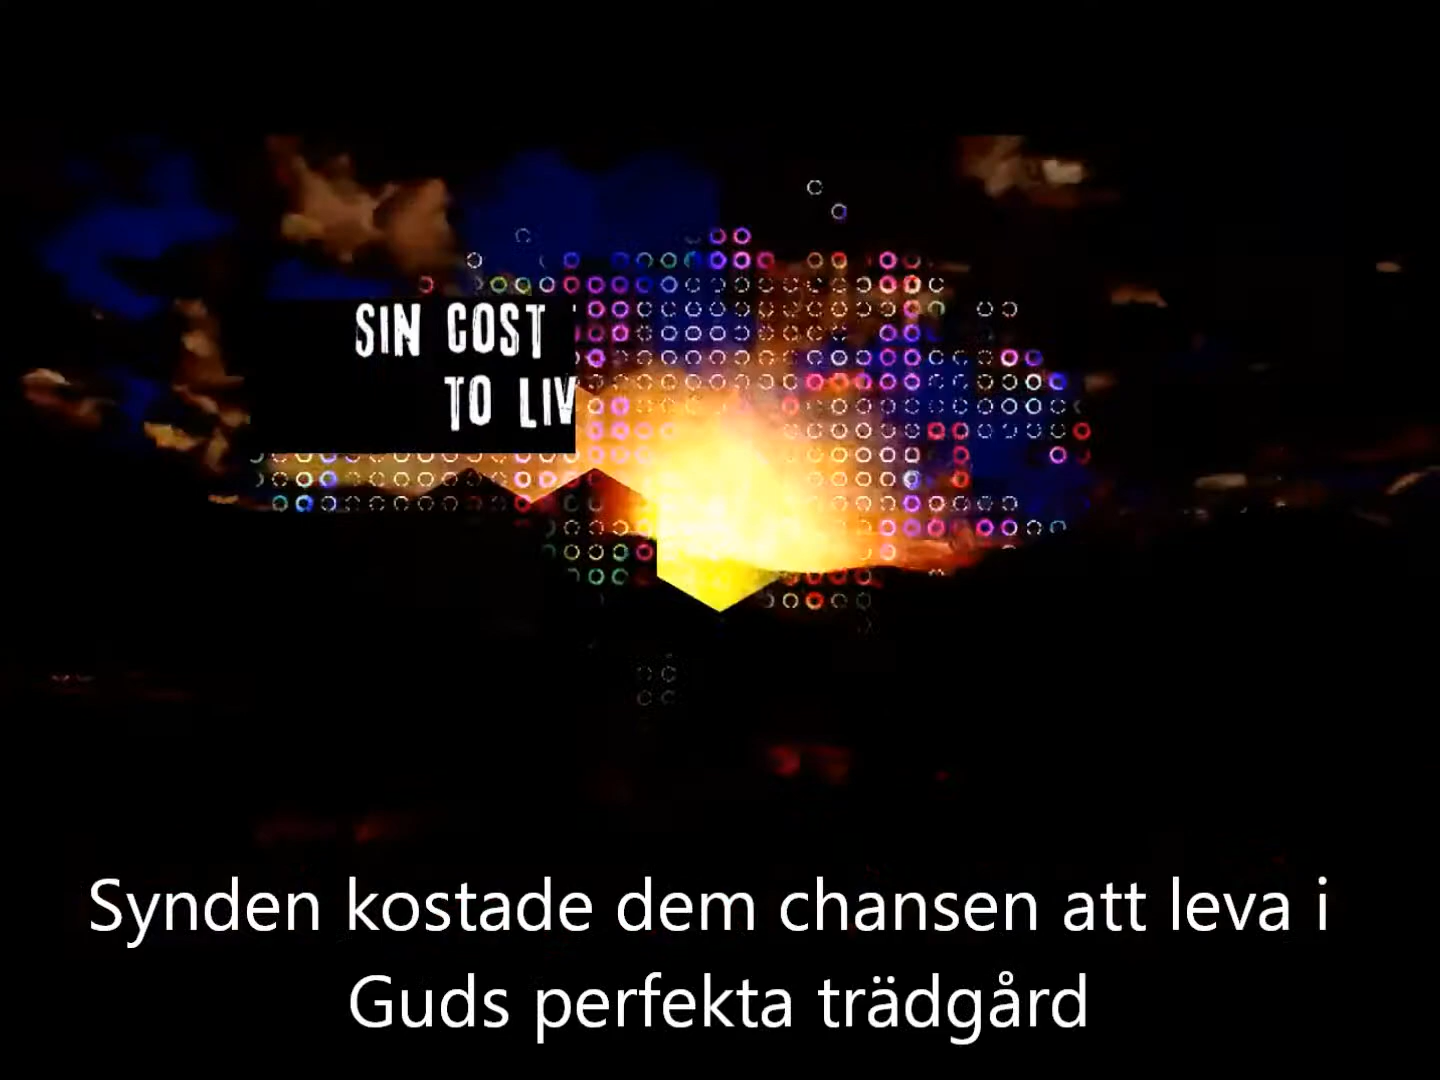 SIN COST
TO LIV
Synden kostade dem chansen att leva i
Guds perfekta trädgård